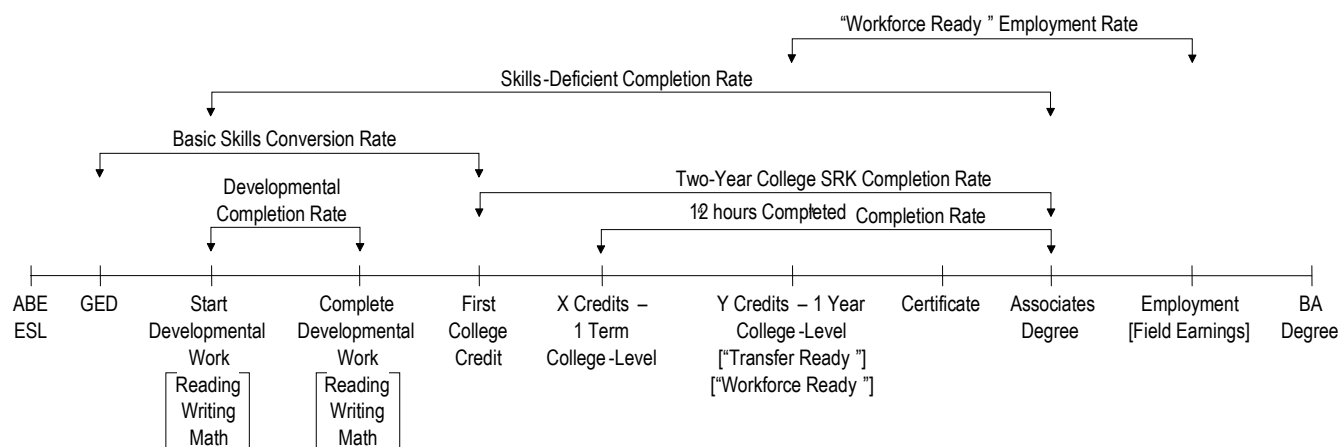 “Workforce Ready ” Employment Rate
Skills-Deficient Completion Rate
Basic Skills Conversion Rate
Developmental
Completion Rate
Two-Year College SRK Completion Rate
12 hours Completed Completion Rate
ABE
ESL
GED
Start
Developmental
Work
Reading
Writing
Math
Complete
Developmental
Work
Reading
Writing
Math
First
College
Credit
X Credits –
1 Term
College-Level
Y Credits – 1 Year
College-Level
[“Transfer Ready ”]
[“Workforce Ready ”]
Certificate
Associates
Degree
Employment
[Field Earnings]
BA
Degree